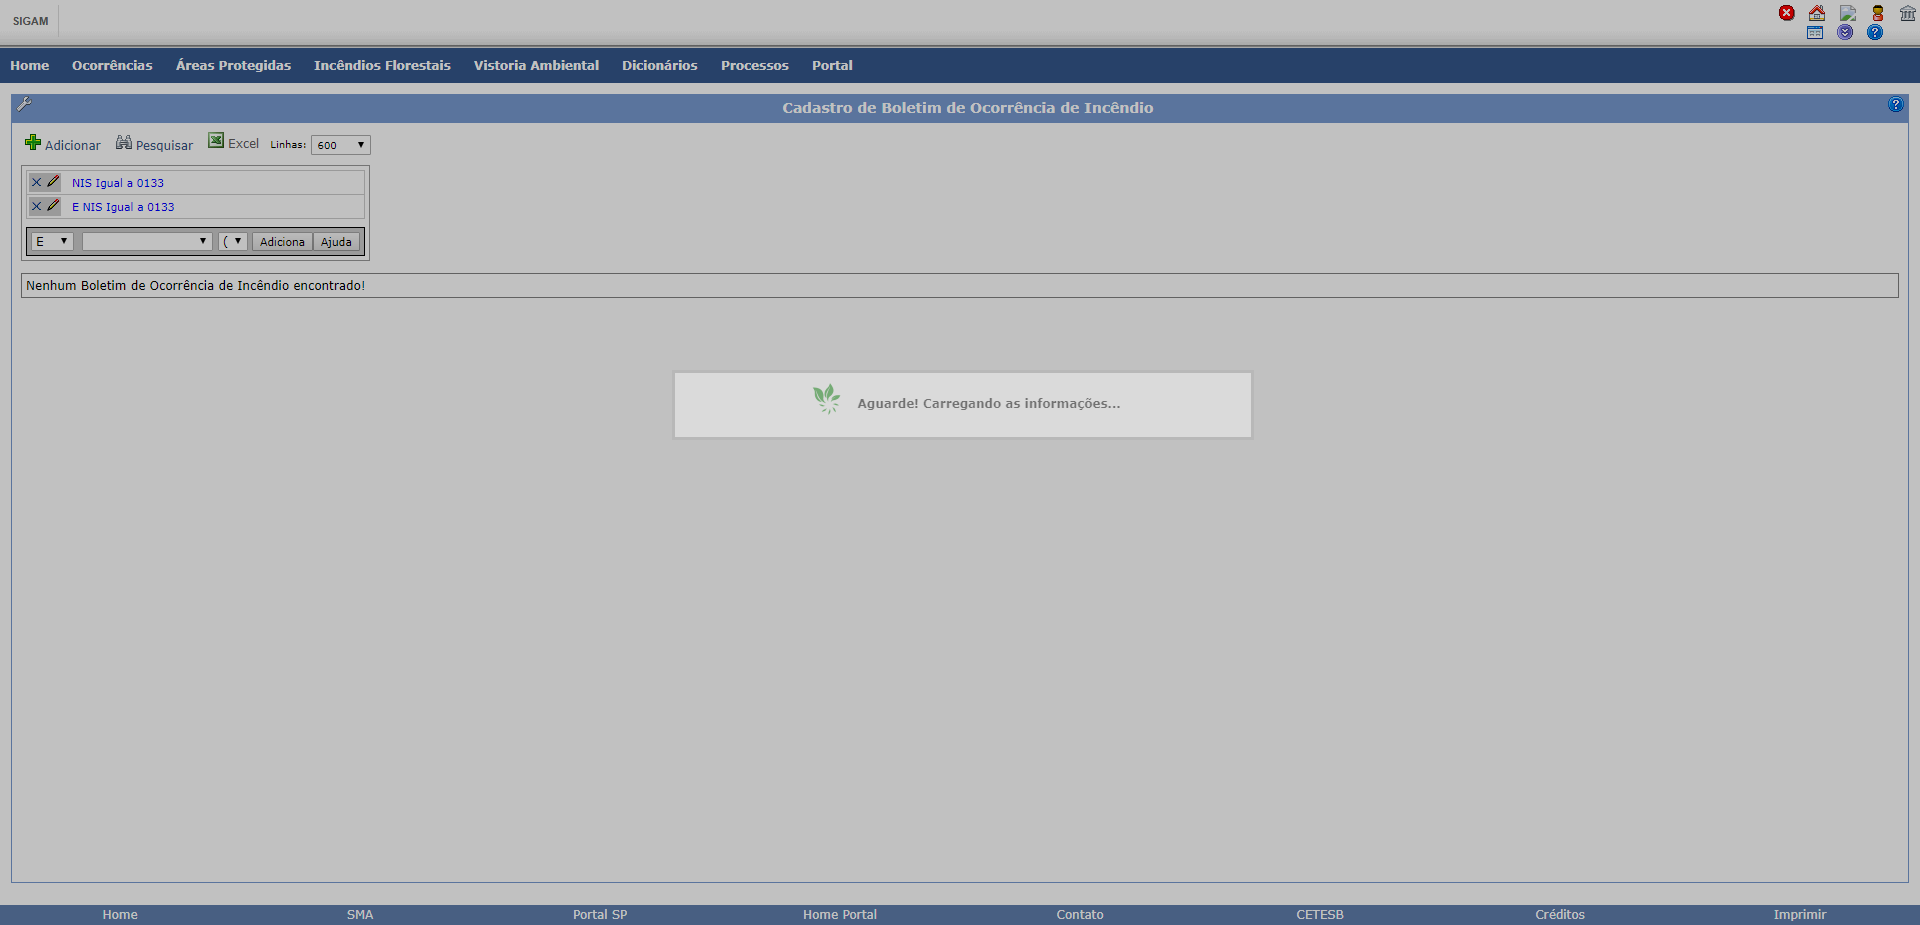 SIGAM
Home Ocorrências Áreas Protegidas Incêndios Florestais Vistoria Ambiental Dicionários Processos Portal
Cadastro de Boletim de Ocorrência de Incêndio
Adicionar Pesquisar Excel Linhas: 600
NIS Igual a 0133
E NIS Igual a 0133
E ( Adiciona Ajuda
Nenhum Boletim de Ocorrência de Incêndio encontrado!
Aguarde! Carregando as informações...
Home SMA Portal SP Home Portal Contato CETESB Créditos Imprimir